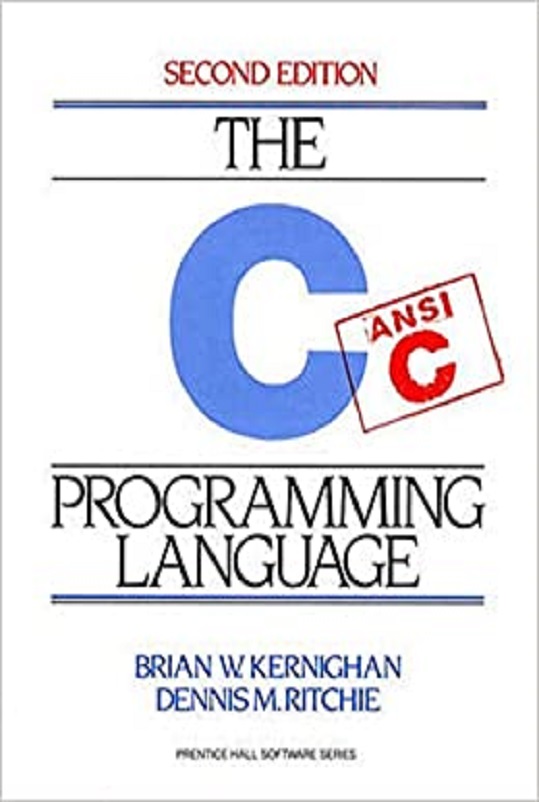 SECOND EDITION
THE
C
ANSI
C
PROGRAMMING
LANGUAGE
BRIAN W. KERNIGHAN
DENNIS M. RITCHIE
PRENTICE HALL SOFTWARE SERIES